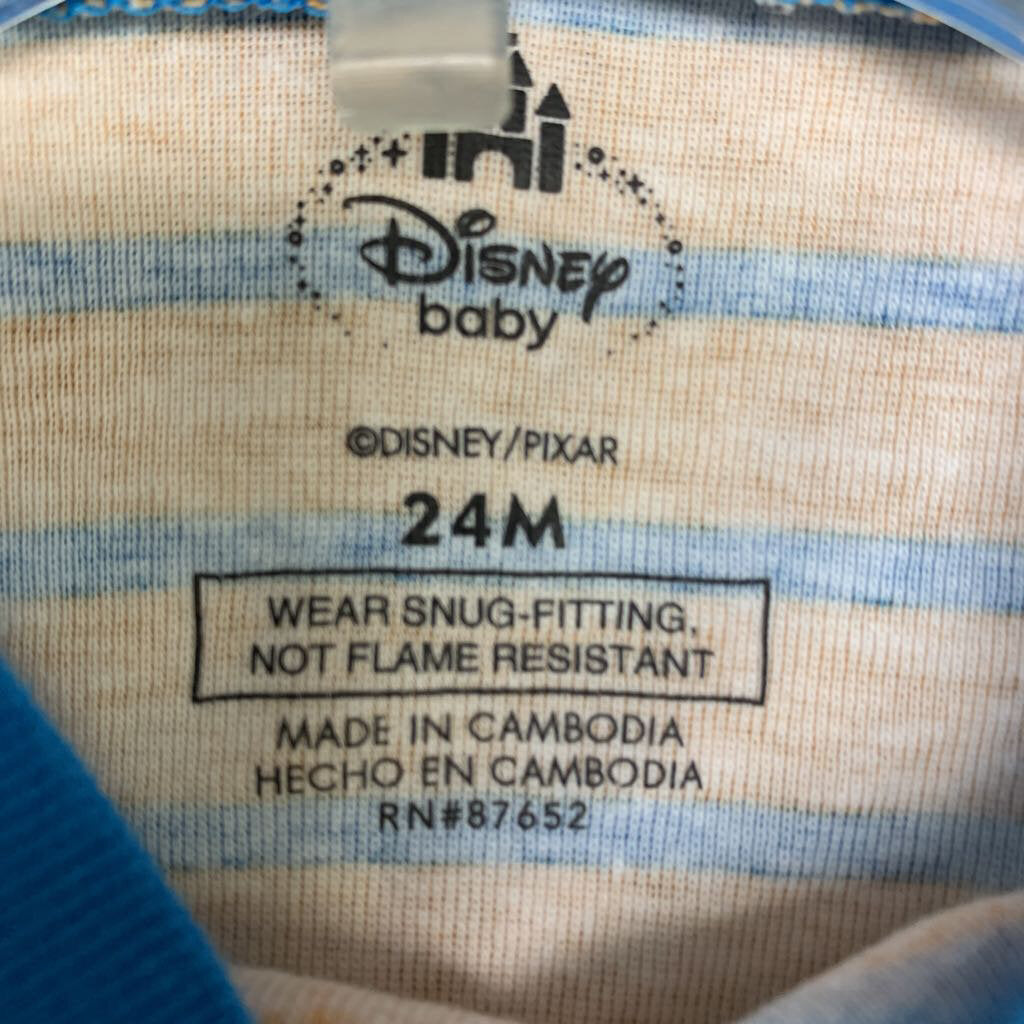 Disney
baby
©DISNEY/PIXAR
24M
WEAR SNUG-FITTING,
NOT FLAME RESISTANT
MADE IN CAMBODIA
HECHO EN CAMBODIA
RN#87652